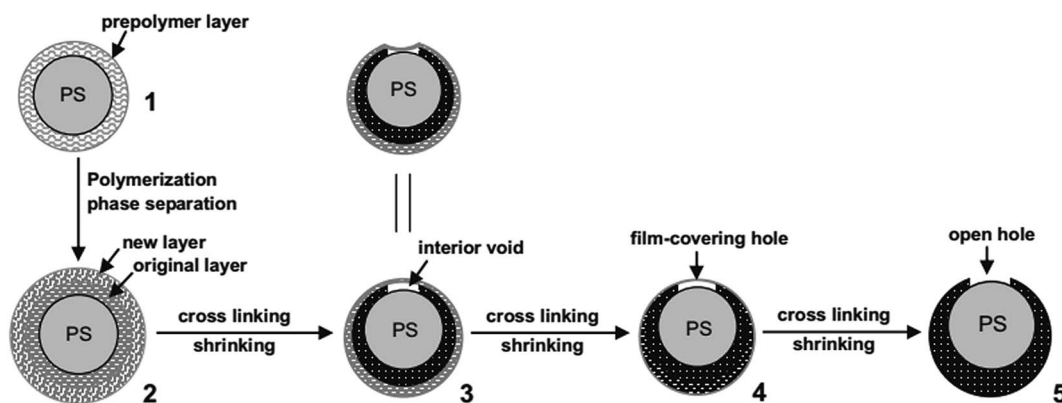 prepolymer layer
PS
1
PS
Polymerization
phase separation
new layer
original layer
PS
2
cross linking
shrinking
interior void
PS
3
cross linking
shrinking
film-covering hole
PS
4
cross linking
shrinking
open hole
PS
5